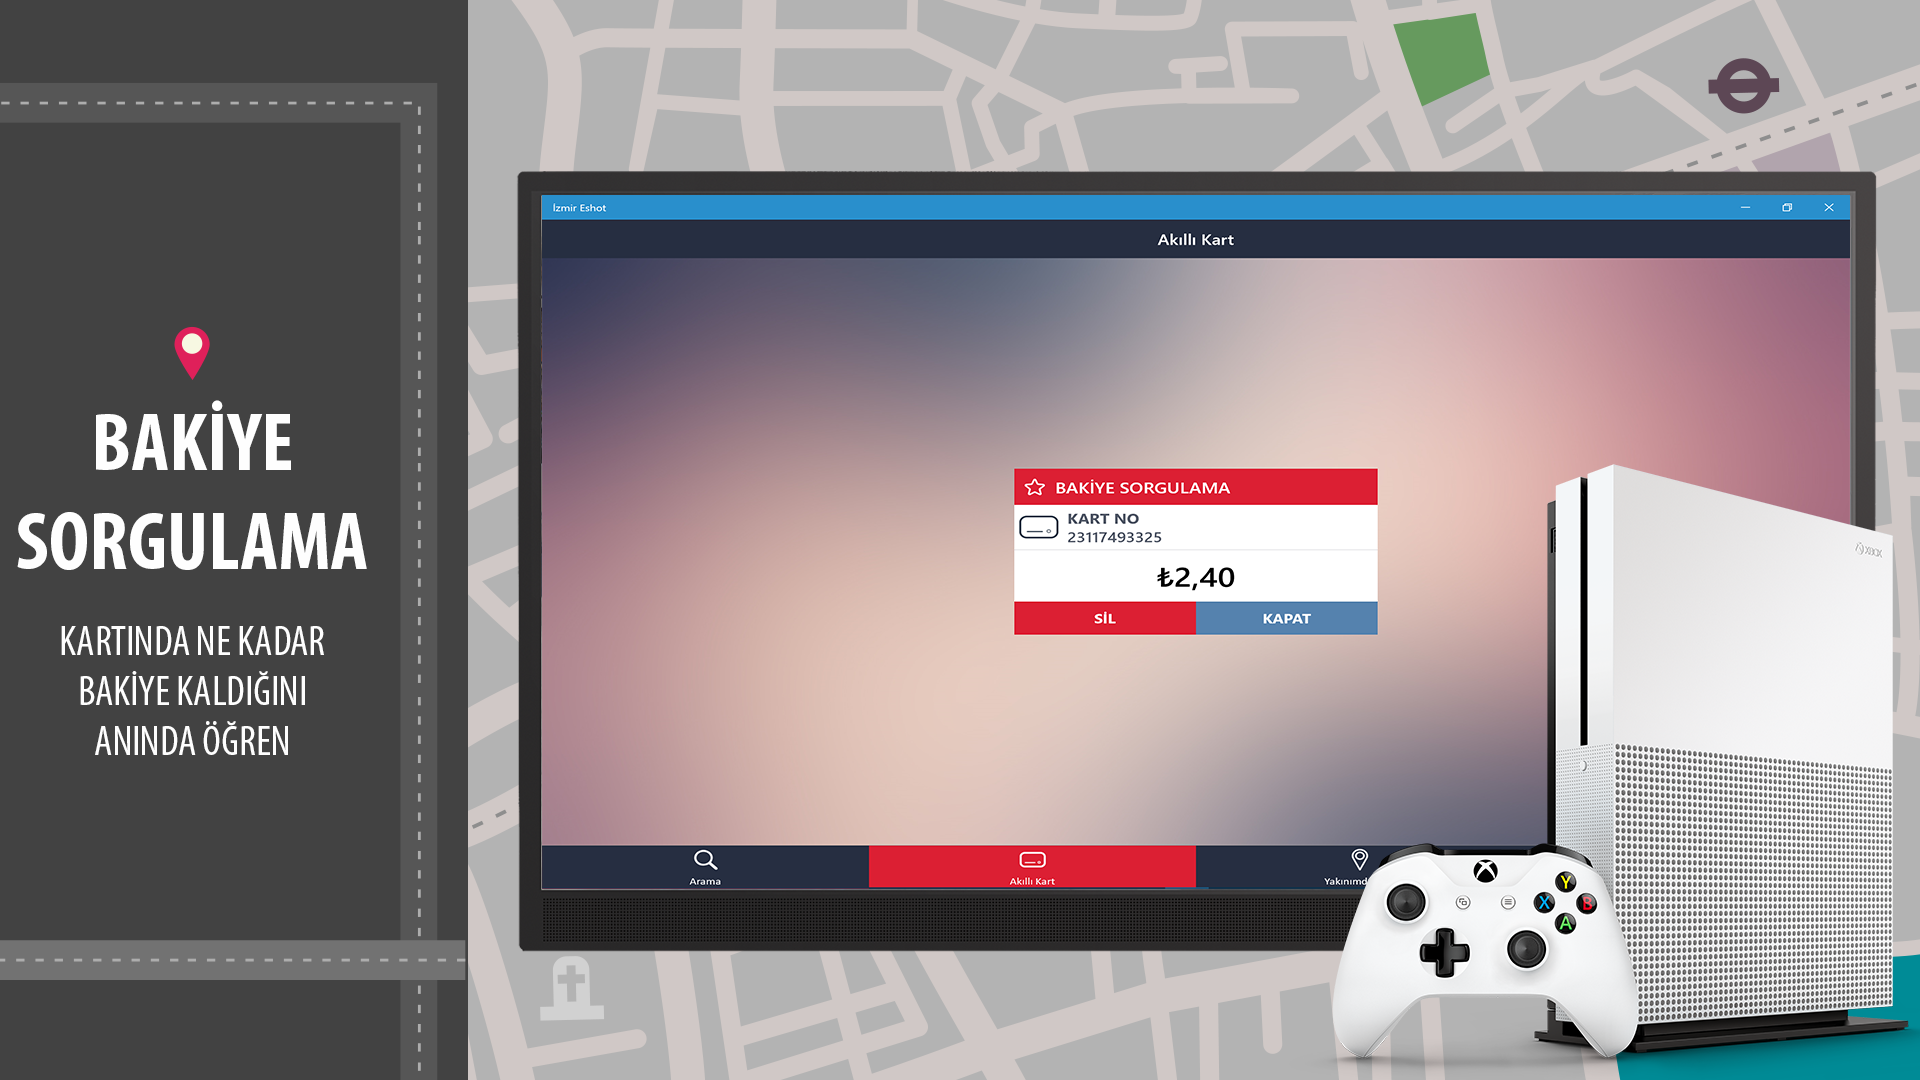 BAKİYE
SORGULAMA
KARTINDA NE KADAR
BAKİYE KALDIĞINI
ANINDA ÖĞREN
İzmir Eshot
Akıllı Kart
BAKİYE SORGULAMA
KART NO
23117493325
₺2,40
SİL KAPAT
Arama Akıllı Kart Yakınımd
XBOX
Y
X B
A